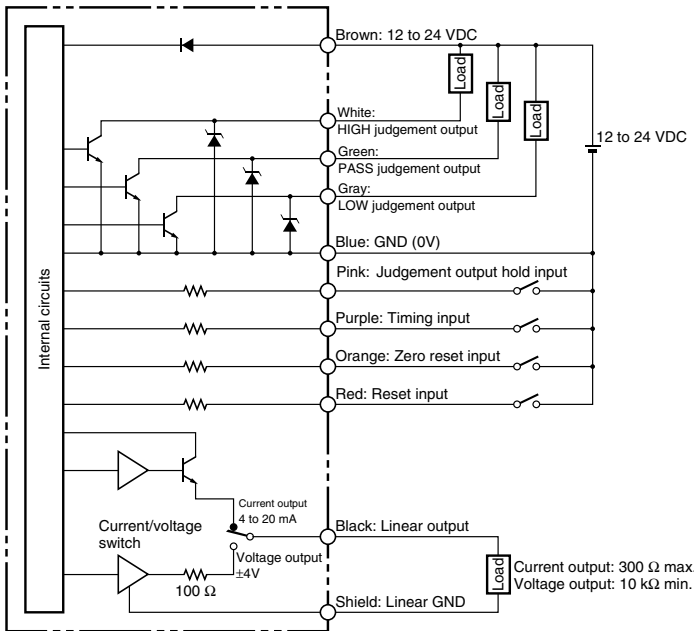 Brown: 12 to 24 VDC
Load
Load
Load
White:
HIGH judgement output
12 to 24 VDC
Green:
PASS judgement output
Gray:
LOW judgement output
Blue: GND (0V)
Pink: Judgement output hold input
Internal circuits
Purple: Timing input
Orange: Zero reset input
Red: Reset input
Current output
4 to 20 mA
Current/voltage
switch
Black: Linear output
Voltage output
±4V
Load
Current output: 300 Ω max.
Voltage output: 10 kΩ min.
100 Ω
Shield: Linear GND